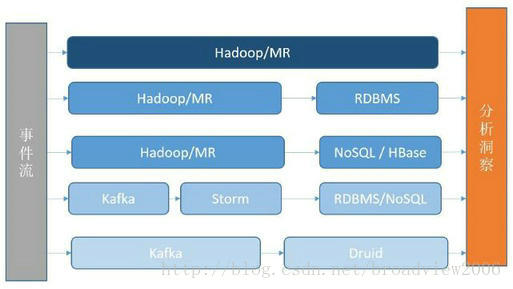 事件流
Hadoop/MR
Hadoop/MR
RDBMS
Hadoop/MR
NoSQL / HBase
Kafka
Storm
RDBMS/NoSQL
Kafka
Druid
分析洞察
http://blog.csdn.net/broadview2006